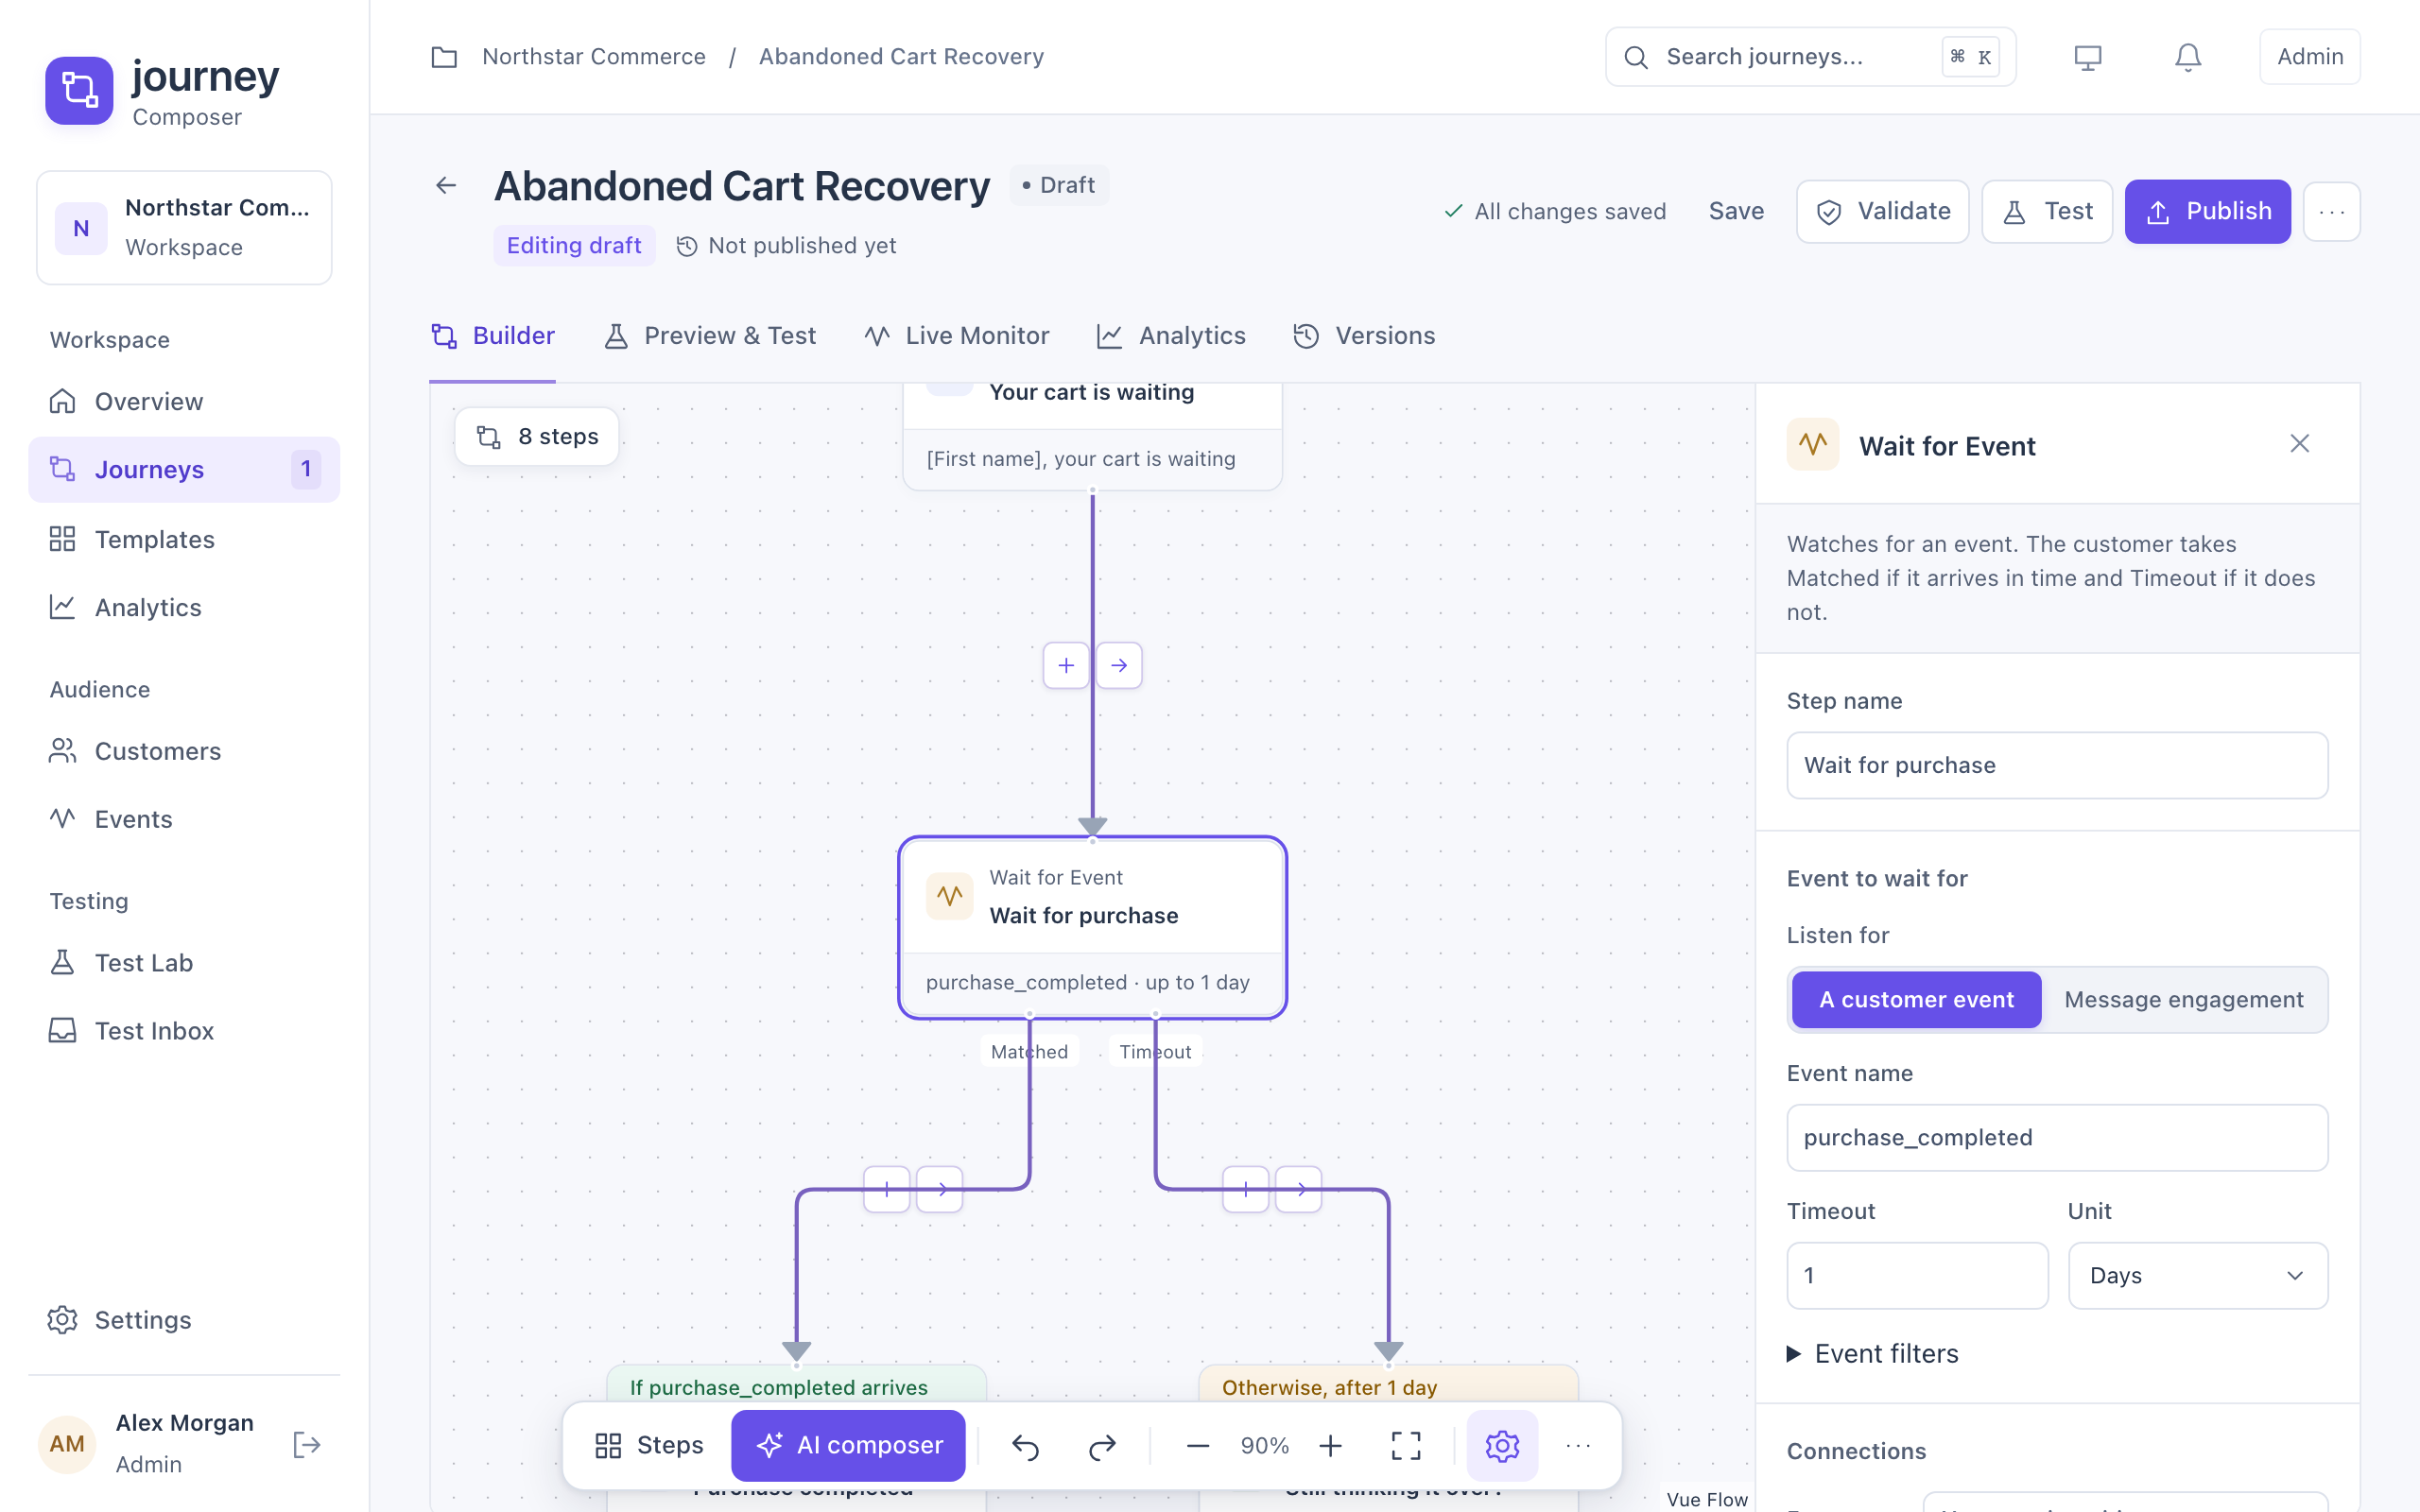 journey
Composer
N
Northstar Com...
Workspace
Workspace
Overview
Journeys
1
Templates
Analytics
Audience
Customers
Events
Testing
Test Lab
Test Inbox
Settings
AM
Alex Morgan
Admin
Northstar Commerce / Abandoned Cart Recovery
Search journeys...
⌘ K
Admin
Abandoned Cart Recovery
• Draft
Editing draft
Not published yet
All changes saved
Save
Validate
Test
Publish
...
Builder
Preview & Test
Live Monitor
Analytics
Versions
8 steps
Your cart is waiting
[First name], your cart is waiting
Wait for Event
Wait for purchase
purchase_completed · up to 1 day
Matched
Timeout
If purchase_completed arrives
Otherwise, after 1 day
Purchase completed
Still thinking it over?
Steps
AI composer
90%
...
Vue Flow
Wait for Event
Watches for an event. The customer takes
Matched if it arrives in time and Timeout if it does
not.
Step name
Wait for purchase
Event to wait for
Listen for
A customer event
Message engagement
Event name
purchase_completed
Timeout
Unit
1
Days
Event filters
Connections